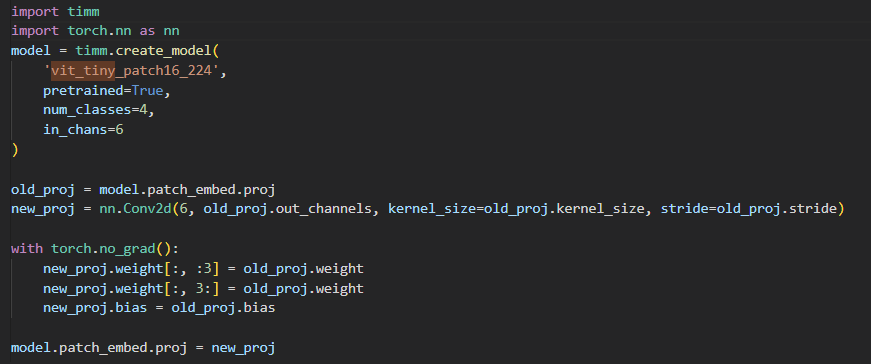 import timm
import torch.nn as nn
model = timm.create_model(
    'vit_tiny_patch16_224',
    pretrained=True,
    num_classes=4,
    in_chans=6
)

old_proj = model.patch_embed.proj
new_proj = nn.Conv2d(6, old_proj.out_channels, kernel_size=old_proj.kernel_size, stride=old_proj.stride)

with torch.no_grad():
    new_proj.weight[:, :3] = old_proj.weight
    new_proj.weight[:, 3:] = old_proj.weight
    new_proj.bias = old_proj.bias

model.patch_embed.proj = new_proj